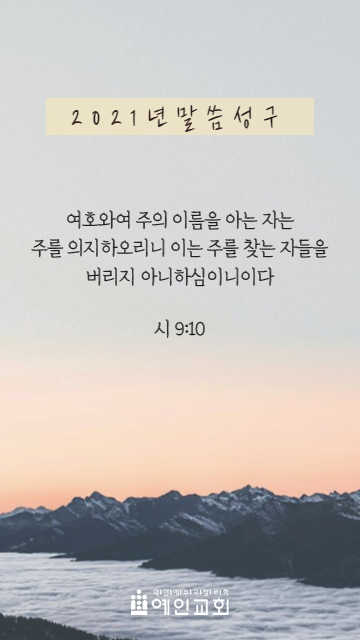 2021년말씀성구
여호와여 주의 이름을 아는 자는
주를 의지하오리니 이는 주를 찾는 자들을
버리지 아니하심이니이다
시 9:10
예인교회